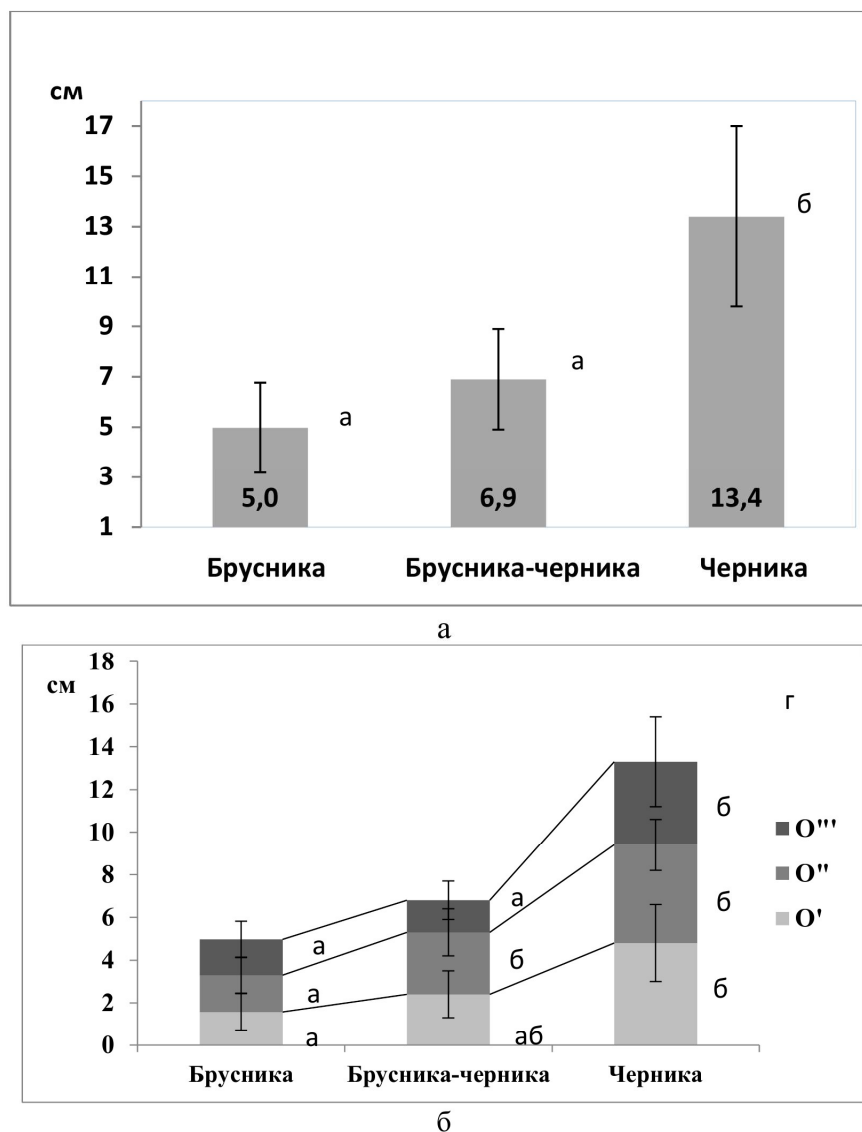 см
17
15
13
11
9
7
5
3
1
а
а
б
5,0
6,9
13,4
Брусника
Брусника-черника
Черника
а
см
18
16
14
12
10
8
6
4
2
0
г
а
а
б
а
б
б
а
аб
б
О"'
О"
О'
Брусника
Брусника-черника
Черника
б